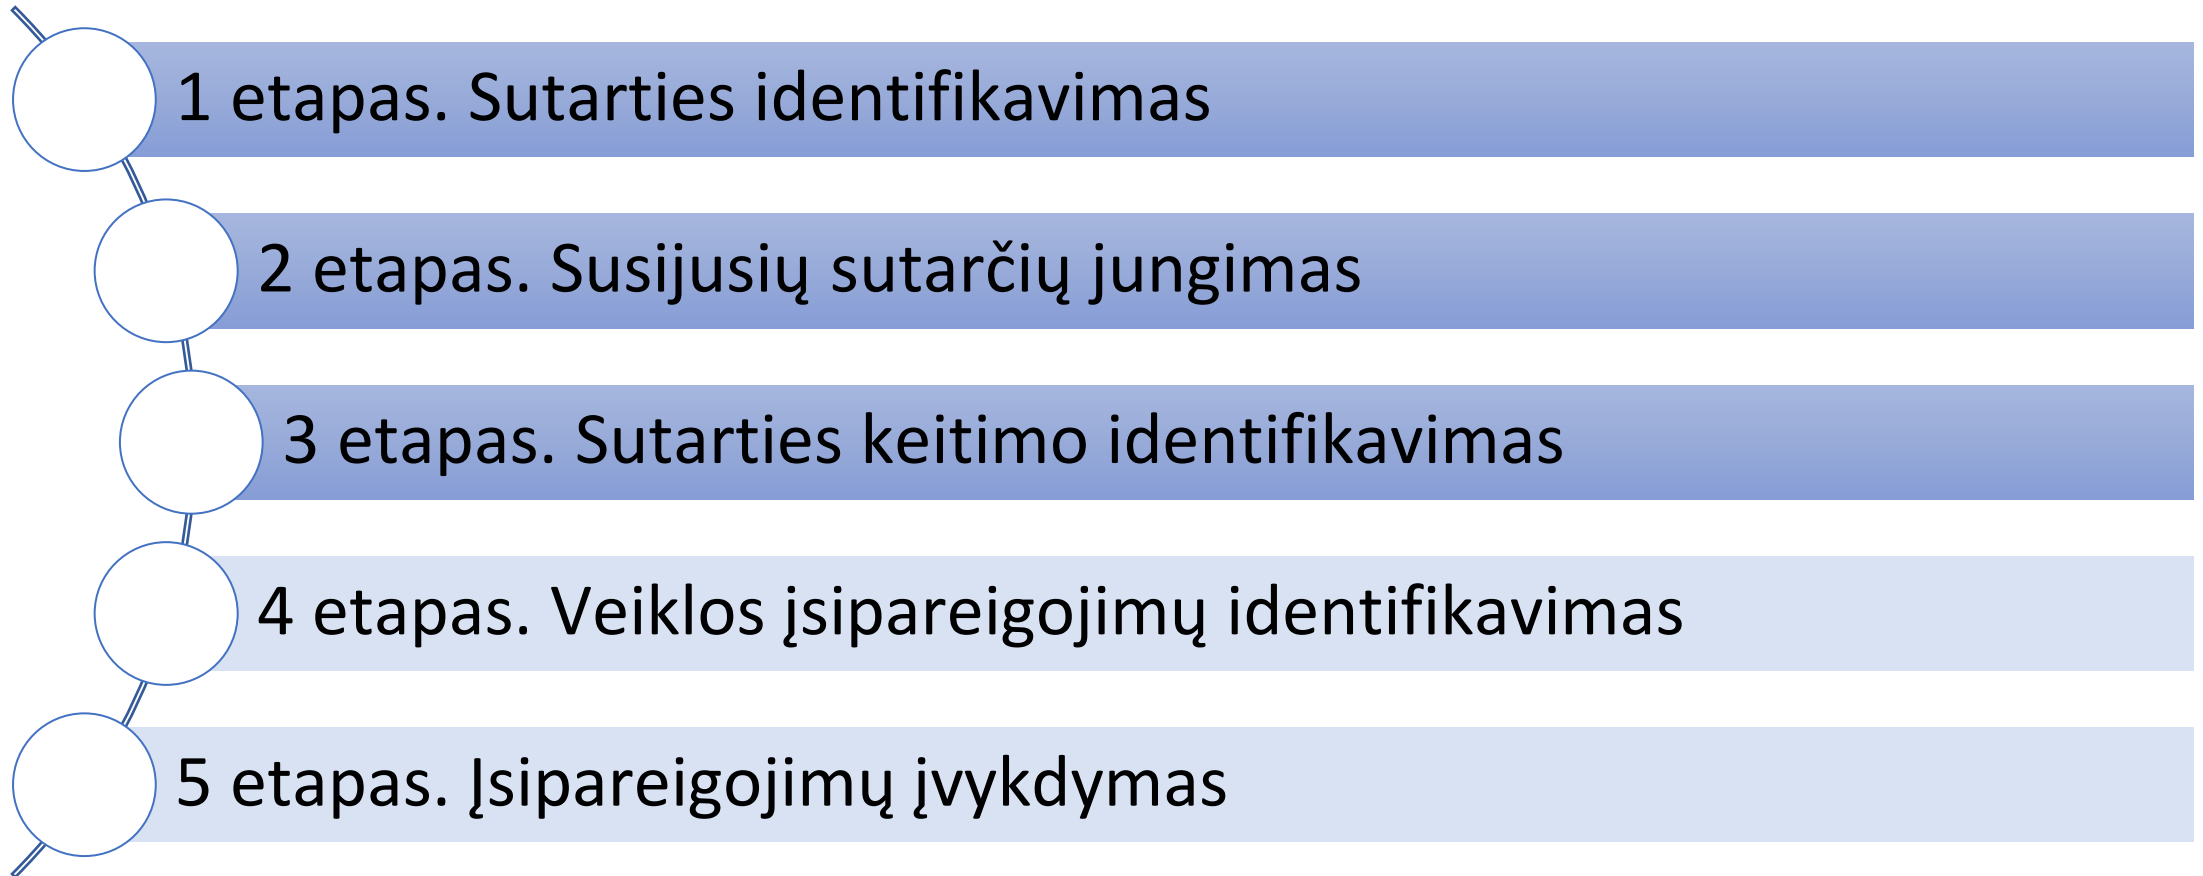 1 etapas. Sutarties identifikavimas
2 etapas. Susijusių sutarčių jungimas
3 etapas. Sutarties keitimo identifikavimas
4 etapas. Veiklos įsipareigojimų identifikavimas
5 etapas. Įsipareigojimų įvykdymas